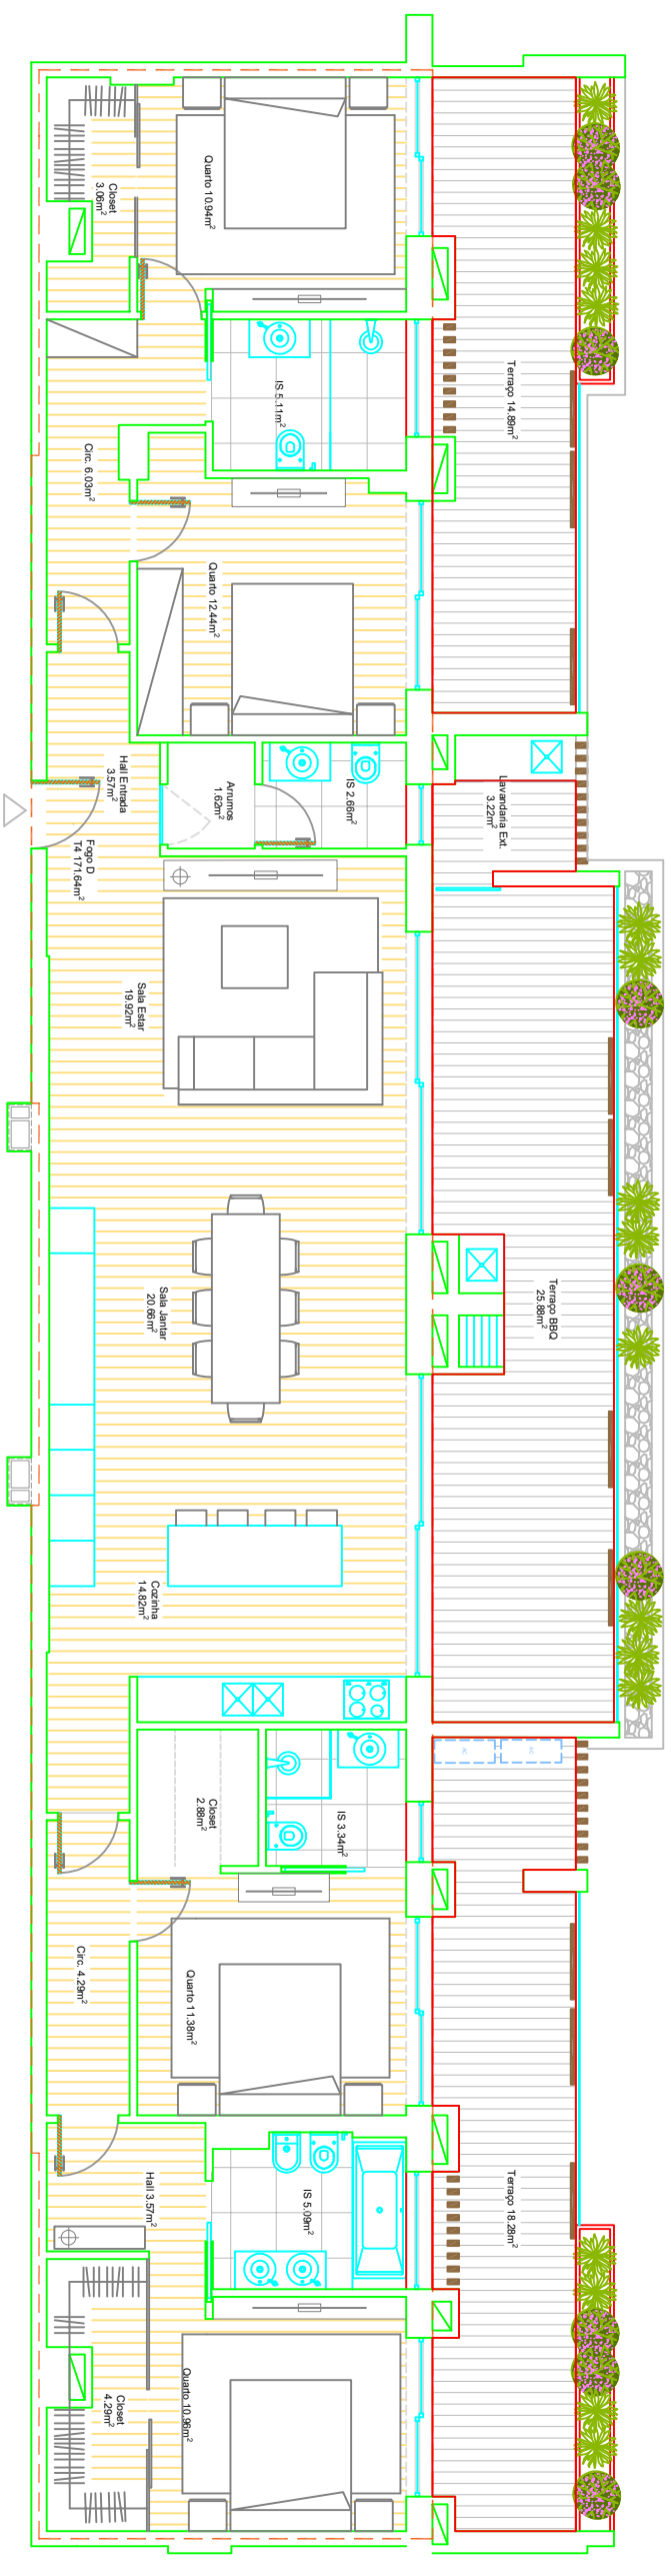 Closet
3.06m²
Quarto 10.94m²
Terraço 14.89m²
IS 5.11m²
Circ. 6.03m²
Quarto 12.44m²
Hall Entrada
3.57m²
Arrumos
1.62m²
IS 2.66m²
Lavandaria Ext.
3.22m²
Fogo D
T4 171.64m²
Sala Estar
19.92m²
Sala Jantar
20.66m²
Terraço BBQ
25.88m²
Cozinha
14.82m²
AC
AC
Closet
2.88m²
IS 3.34m²
Circ. 4.29m²
Quarto 11.38m²
Hall 3.57m²
IS 5.09m²
Terraço 18.28m²
Closet
4.29m²
Quarto 10.96m²